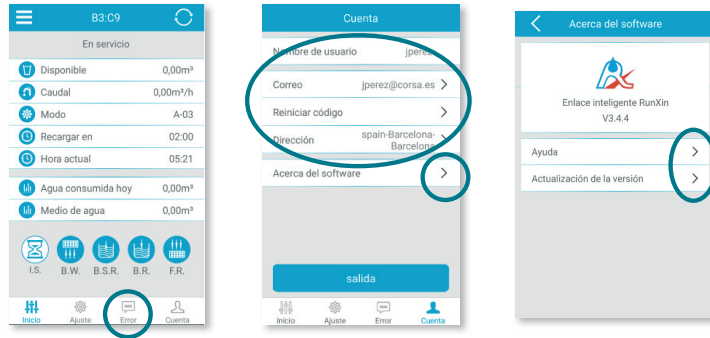 B3:C9
En servicio
Disponible 0,00m³
Caudal 0,00m³/h
Modo A-03
Recargar en 02:00
Hora actual 05:21
Agua consumida hoy 0,00m³
Medio de agua 0,00m³
I.S. B.W. B.S.R. B.R. F.R.
Inicio Ajuste Error Cuenta
Cuenta
Nombre de usuario jperez
Correo jperez@corsa.es
Reiniciar código
Dirección spain-Barcelona-
Barcelona
Acerca del software
salida
Inicio Ajuste Error Cuenta
Acerca del software
Enlace inteligente RunXin
V3.4.4
Ayuda
Actualización de la versión